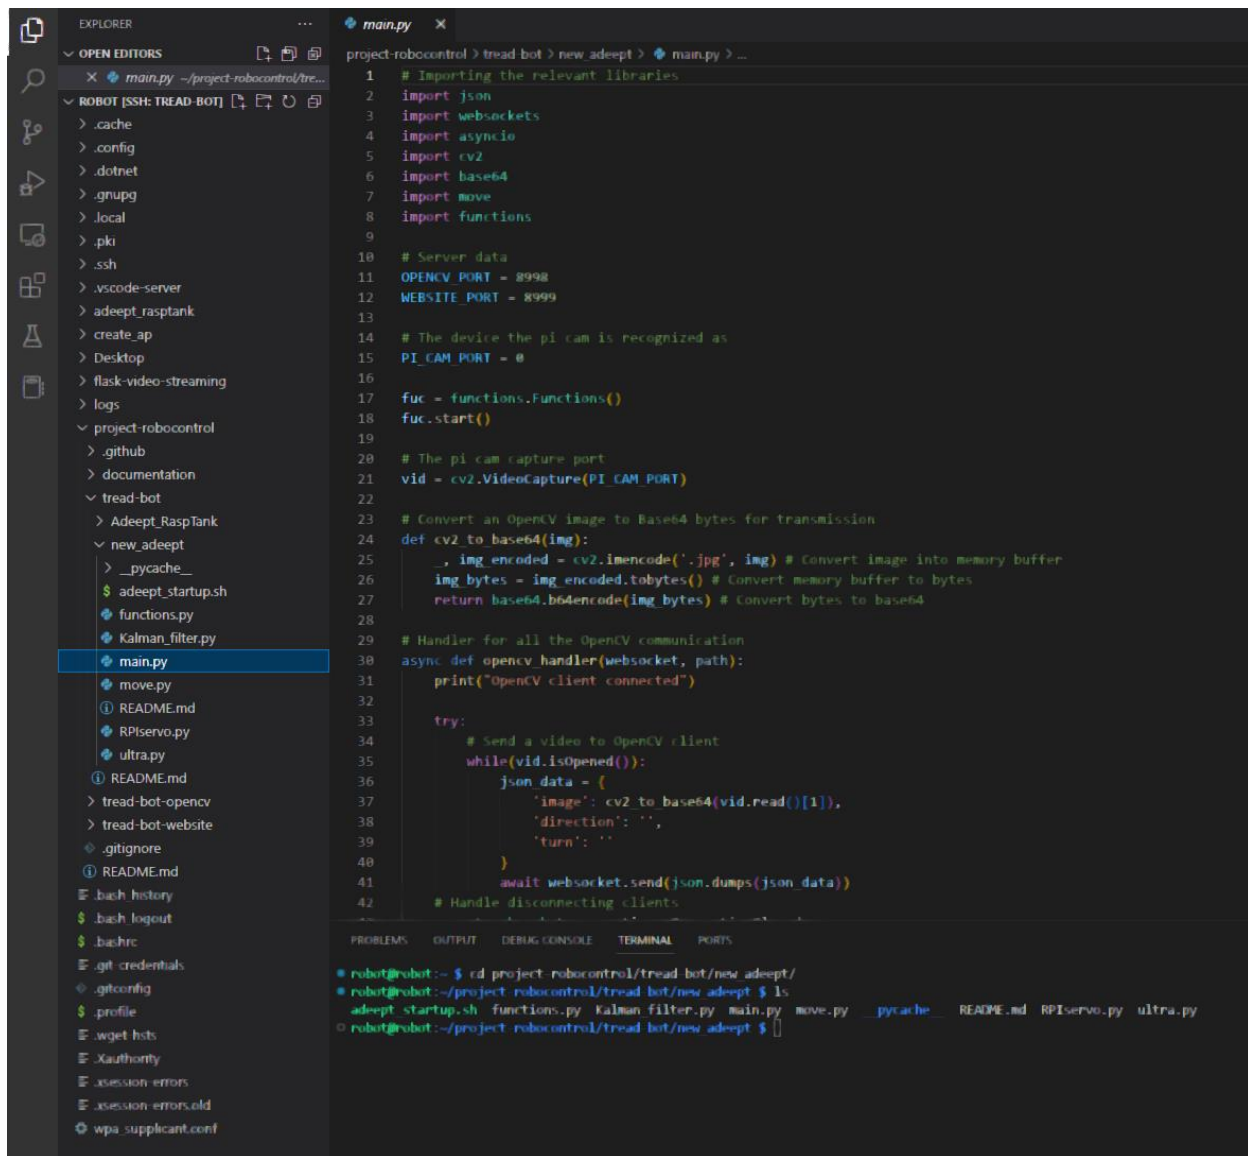 EXPLORER ...
OPEN EDITORS
main.py ~/project-robocontrol/tre...
ROBOT [SSH: TREAD-BOT]
.cache
.config
.dotnet
.gnupg
.local
.pki
.ssh
.vscode-server
adeept_rasptank
create_ap
Desktop
flask-video-streaming
logs
project-robocontrol
.github
documentation
tread-bot
Adeept_RaspTank
new_adeept
__pycache__
$ adeept_startup.sh
functions.py
Kalman_filter.py
main.py
move.py
README.md
RPIservo.py
ultra.py
README.md
tread-bot-opencv
tread-bot-website
.gitignore
README.md
.bash_history
$ .bash_logout
$ .bashrc
.git-credentials
.gitconfig
$ .profile
.wget-hsts
.Xauthority
.xsession-errors
.xsession-errors.old
wpa_supplicant.conf
main.py
project-robocontrol > tread-bot > new_adeept > main.py > ...
1 # Importing the relevant libraries
2 import json
3 import websockets
4 import asyncio
5 import cv2
6 import base64
7 import move
8 import functions
9
10 # Server data
11 OPENCV_PORT = 8998
12 WEBSITE_PORT = 8999
13
14 # The device the pi cam is recognized as
15 PI_CAM_PORT = 0
16
17 fuc = functions.Functions()
18 fuc.start()
19
20 # The pi cam capture port
21 vid = cv2.VideoCapture(PI_CAM_PORT)
22
23 # Convert an OpenCV image to Base64 bytes for transmission
24 def cv2_to_base64(img):
25 _, img_encoded = cv2.imencode('.jpg', img) # Convert image into memory buffer
26 img_bytes = img_encoded.tobytes() # Convert memory buffer to bytes
27 return base64.b64encode(img_bytes) # Convert bytes to base64
28
29 # Handler for all the OpenCV communication
30 async def opencv_handler(websocket, path):
31 print("OpenCV client connected")
32
33 try:
34 # Send a video to OpenCV client
35 while(vid.isOpened()):
36 json_data = {
37 'image': cv2_to_base64(vid.read()[1]),
38 'direction': '',
39 'turn': ''
40 }
41 await websocket.send(json.dumps(json_data))
42 # Handle disconnecting clients
PROBLEMS OUTPUT DEBUG CONSOLE TERMINAL PORTS
robot@robot:~ $ cd project-robocontrol/tread-bot/new_adeept/
robot@robot:~/project-robocontrol/tread-bot/new_adeept $ ls
adeept_startup.sh functions.py Kalman_filter.py main.py move.py __pycache__ README.md RPIservo.py ultra.py
robot@robot:~/project-robocontrol/tread-bot/new_adeept $